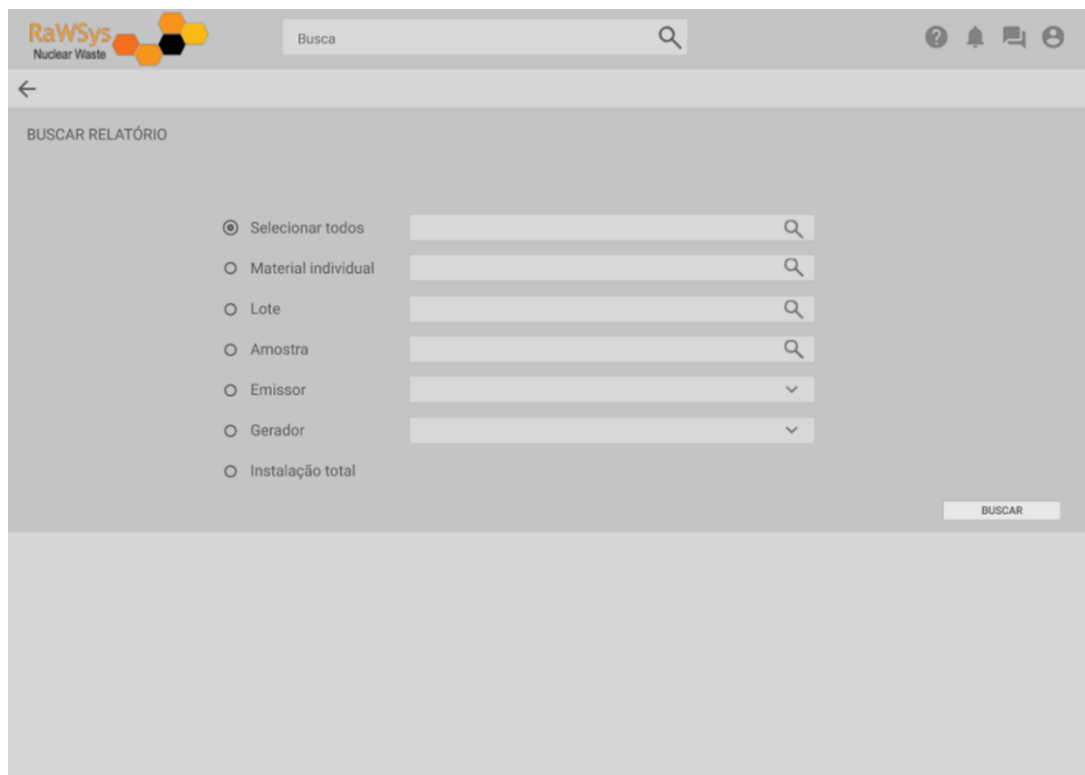 RaWSys
Nuclear Waste
Busca
BUSCAR RELATÓRIO
Selecionar todos
Material individual
Lote
Amostra
Emissor
Gerador
Instalação total
BUSCAR